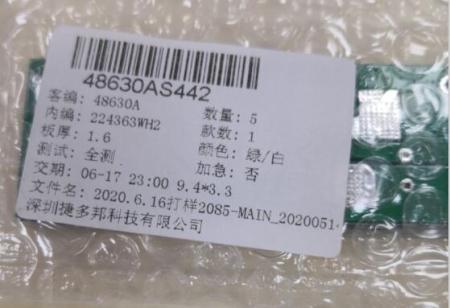 48630AS442
客编: 48630A 数量: 5
内编: 224363WH2 款数: 1
板厚: 1.6 颜色: 緑/白
测试: 全测 加急: 否
交期: 06-17 23:00 9.4*3.3
文件名: 2020.6.16打样2085-MAIN_2020051
深圳捷多邦科技有限公司